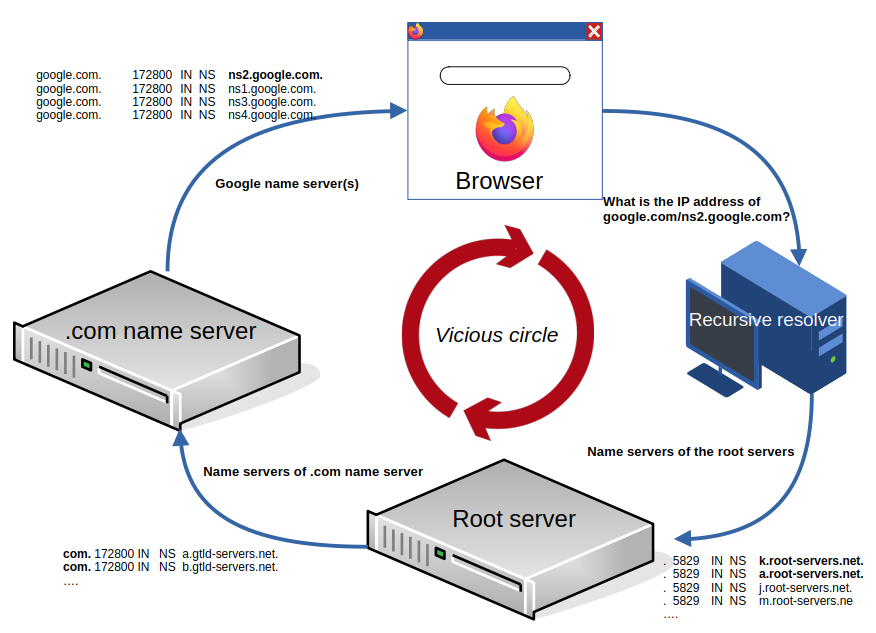 google.com. 172800 IN NS ns2.google.com.
google.com. 172800 IN NS ns1.google.com.
google.com. 172800 IN NS ns3.google.com.
google.com. 172800 IN NS ns4.google.com.
Browser
Google name server(s)
What is the IP address of
google.com/ns2.google.com?
.com name server
Vicious circle
Recursive resolver
Name servers of the root servers
Name servers of .com name server
Root server
com. 172800 IN NS a.gtld-servers.net.
com. 172800 IN NS b.gtld-servers.net.
....
. 5829 IN NS k.root-servers.net.
. 5829 IN NS a.root-servers.net.
. 5829 IN NS j.root-servers.net.
. 5829 IN NS m.root-servers.ne
....